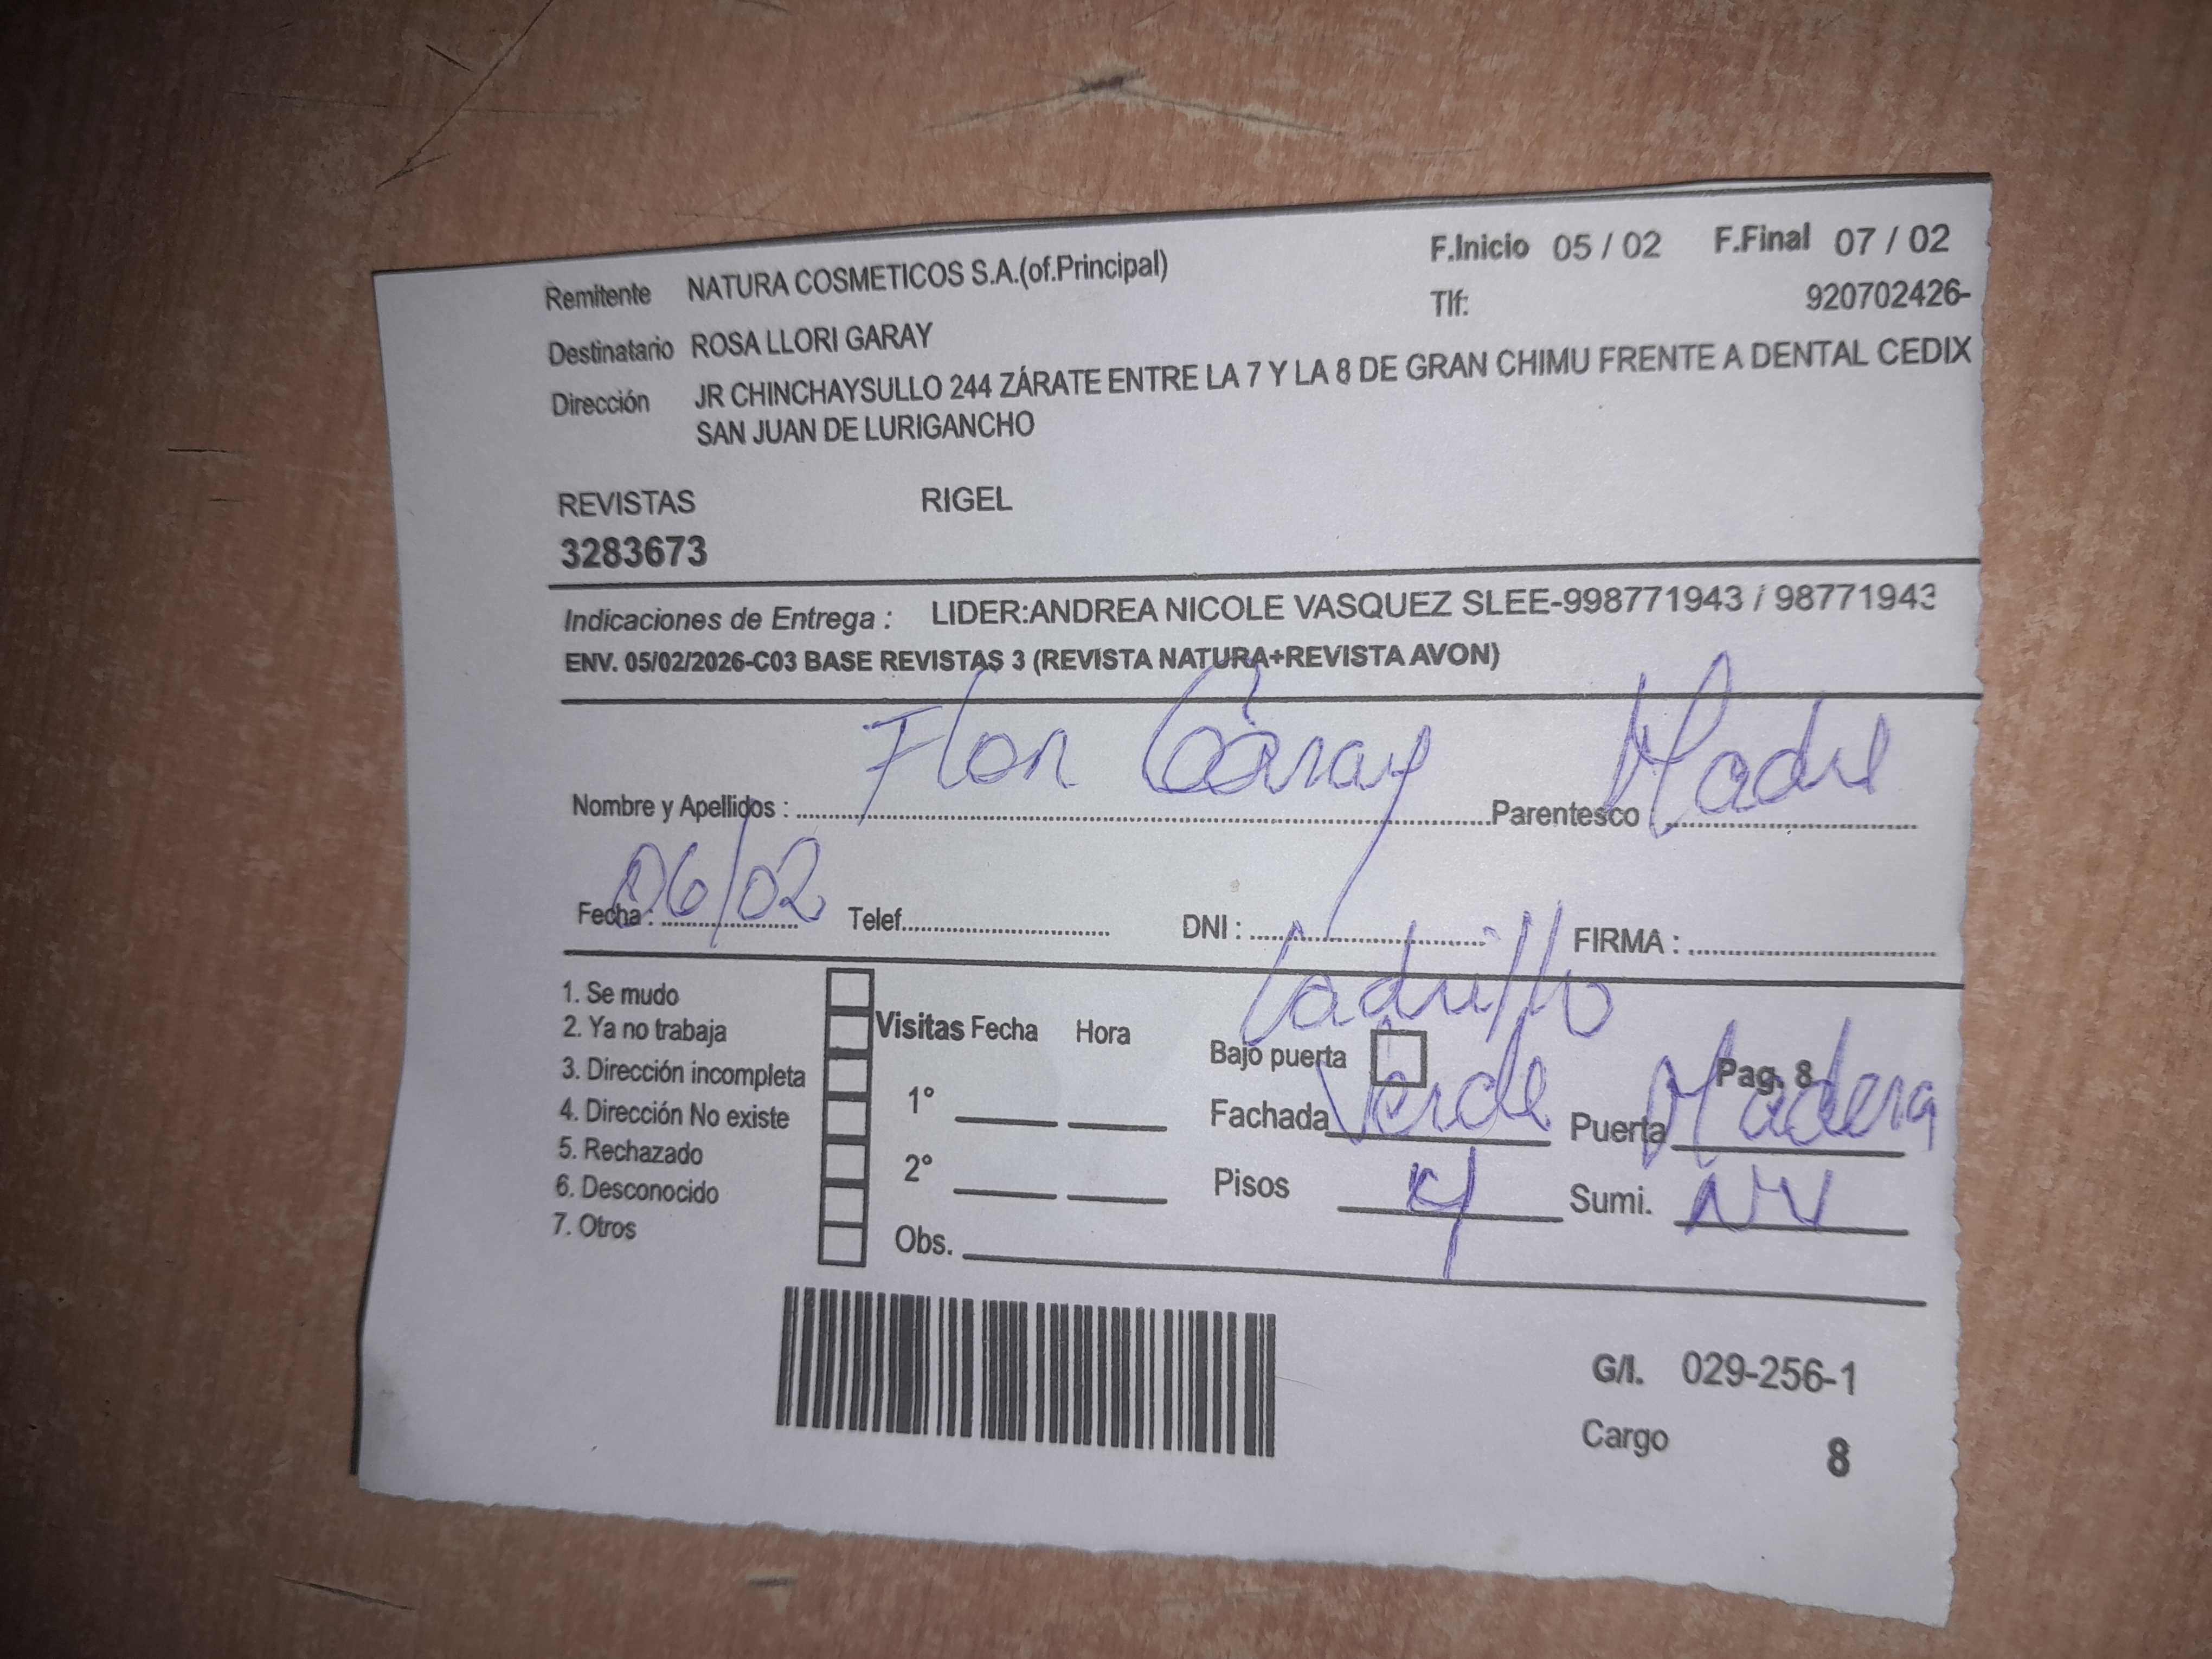 Remitente NATURA COSMETICOS S.A.(of.Principal) F.Inicio 05 / 02 F.Final 07 / 02
Tlf: 920702426-
Destinatario ROSA LLORI GARAY
Dirección JR CHINCHAYSULLO 244 ZÁRATE ENTRE LA 7 Y LA 8 DE GRAN CHIMU FRENTE A DENTAL CEDIX
SAN JUAN DE LURIGANCHO
REVISTAS RIGEL
3283673
Indicaciones de Entrega : LIDER:ANDREA NICOLE VASQUEZ SLEE-998771943 / 98771943
ENV. 05/02/2026-C03 BASE REVISTAS 3 (REVISTA NATURA+REVISTA AVON)
Nombre y Apellidos : Flor Garay Parentesco : Madre
Fecha : 06/02 Telef. DNI : FIRMA :
1. Se mudo
2. Ya no trabaja
3. Dirección incompleta
4. Dirección No existe
5. Rechazado
6. Desconocido
7. Otros
Visitas Fecha Hora
1°
2°
Obs.
Ladrillo
Bajo puerta Pag. 8
Fachada Verde Puerta Madera
Pisos 4 Sumi. NV
G/I. 029-256-1
Cargo 8